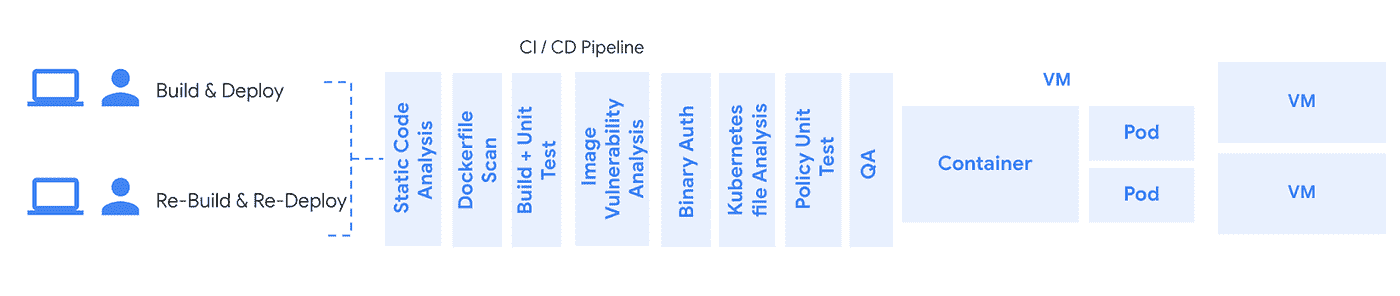 CI / CD Pipeline
Build & Deploy
Re-Build & Re-Deploy
Static Code
Analysis
Dockerfile
Scan
Build + Unit
Test
Image
Vulnerability
Analysis
Binary Auth
Kubernetes
file Analysis
Policy Unit
Test
QA
VM
Container
Pod
Pod
VM
VM